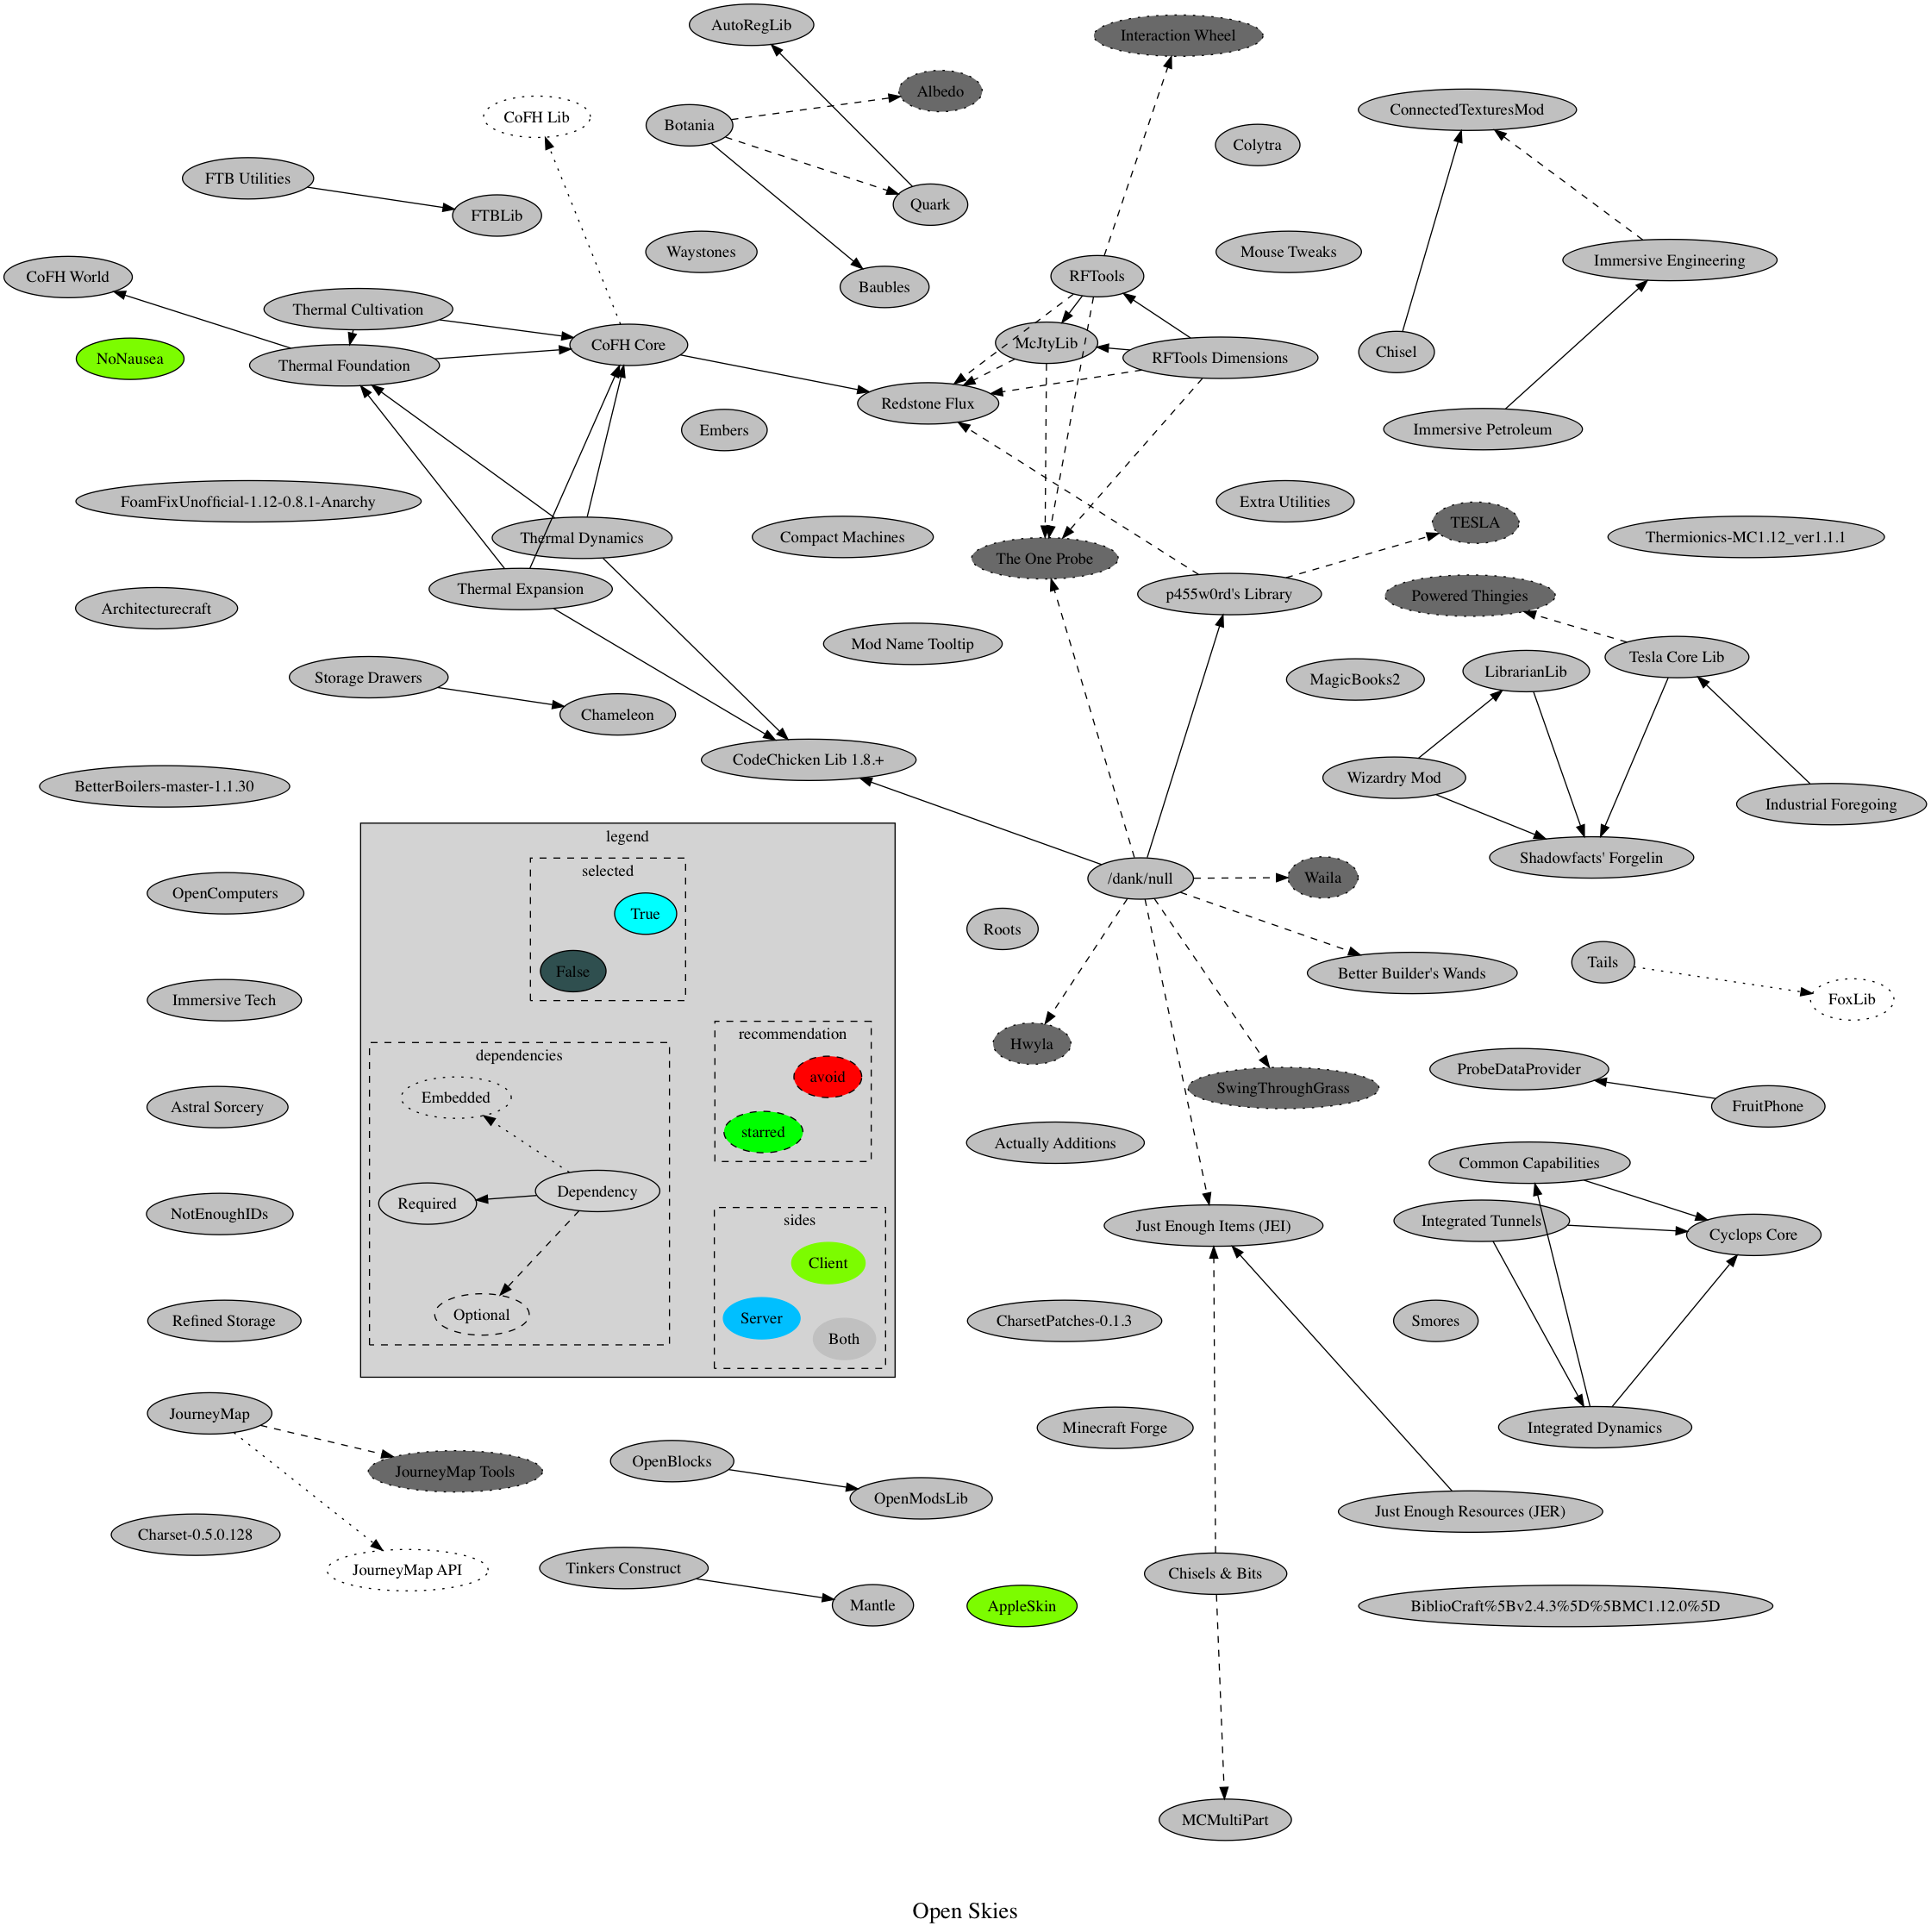 AutoRegLib
Interaction Wheel
Albedo
ConnectedTexturesMod
CoFH Lib
Botania
Colytra
FTB Utilities
Quark
FTBLib
Waystones
Mouse Tweaks
Immersive Engineering
CoFH World
RFTools
Baubles
Thermal Cultivation
CoFH Core
McJtyLib
Chisel
NoNausea
Thermal Foundation
RFTools Dimensions
Redstone Flux
Embers
Immersive Petroleum
FoamFixUnofficial-1.12-0.8.1-Anarchy
Extra Utilities
TESLA
Thermal Dynamics
Compact Machines
Thermionics-MC1.12_ver1.1.1
The One Probe
Thermal Expansion
p455w0rd's Library
Powered Thingies
Architecturecraft
Mod Name Tooltip
Tesla Core Lib
Storage Drawers
MagicBooks2
LibrarianLib
Chameleon
CodeChicken Lib 1.8.+
Wizardry Mod
BetterBoilers-master-1.1.30
Industrial Foregoing
legend
Shadowfacts' Forgelin
selected
/dank/null
Waila
OpenComputers
True
Roots
False
Better Builder's Wands
Tails
Immersive Tech
FoxLib
recommendation
Hwyla
dependencies
avoid
ProbeDataProvider
Embedded
SwingThroughGrass
Astral Sorcery
FruitPhone
starred
Actually Additions
Common Capabilities
Dependency
Required
NotEnoughIDs
sides
Just Enough Items (JEI)
Integrated Tunnels
Cyclops Core
Client
Optional
Server
Refined Storage
Both
CharsetPatches-0.1.3
Smores
JourneyMap
Minecraft Forge
Integrated Dynamics
JourneyMap Tools
OpenBlocks
OpenModsLib
Just Enough Resources (JER)
Charset-0.5.0.128
JourneyMap API
Tinkers Construct
Chisels & Bits
Mantle
AppleSkin
BiblioCraft%5Bv2.4.3%5D%5BMC1.12.0%5D
MCMultiPart
Open Skies